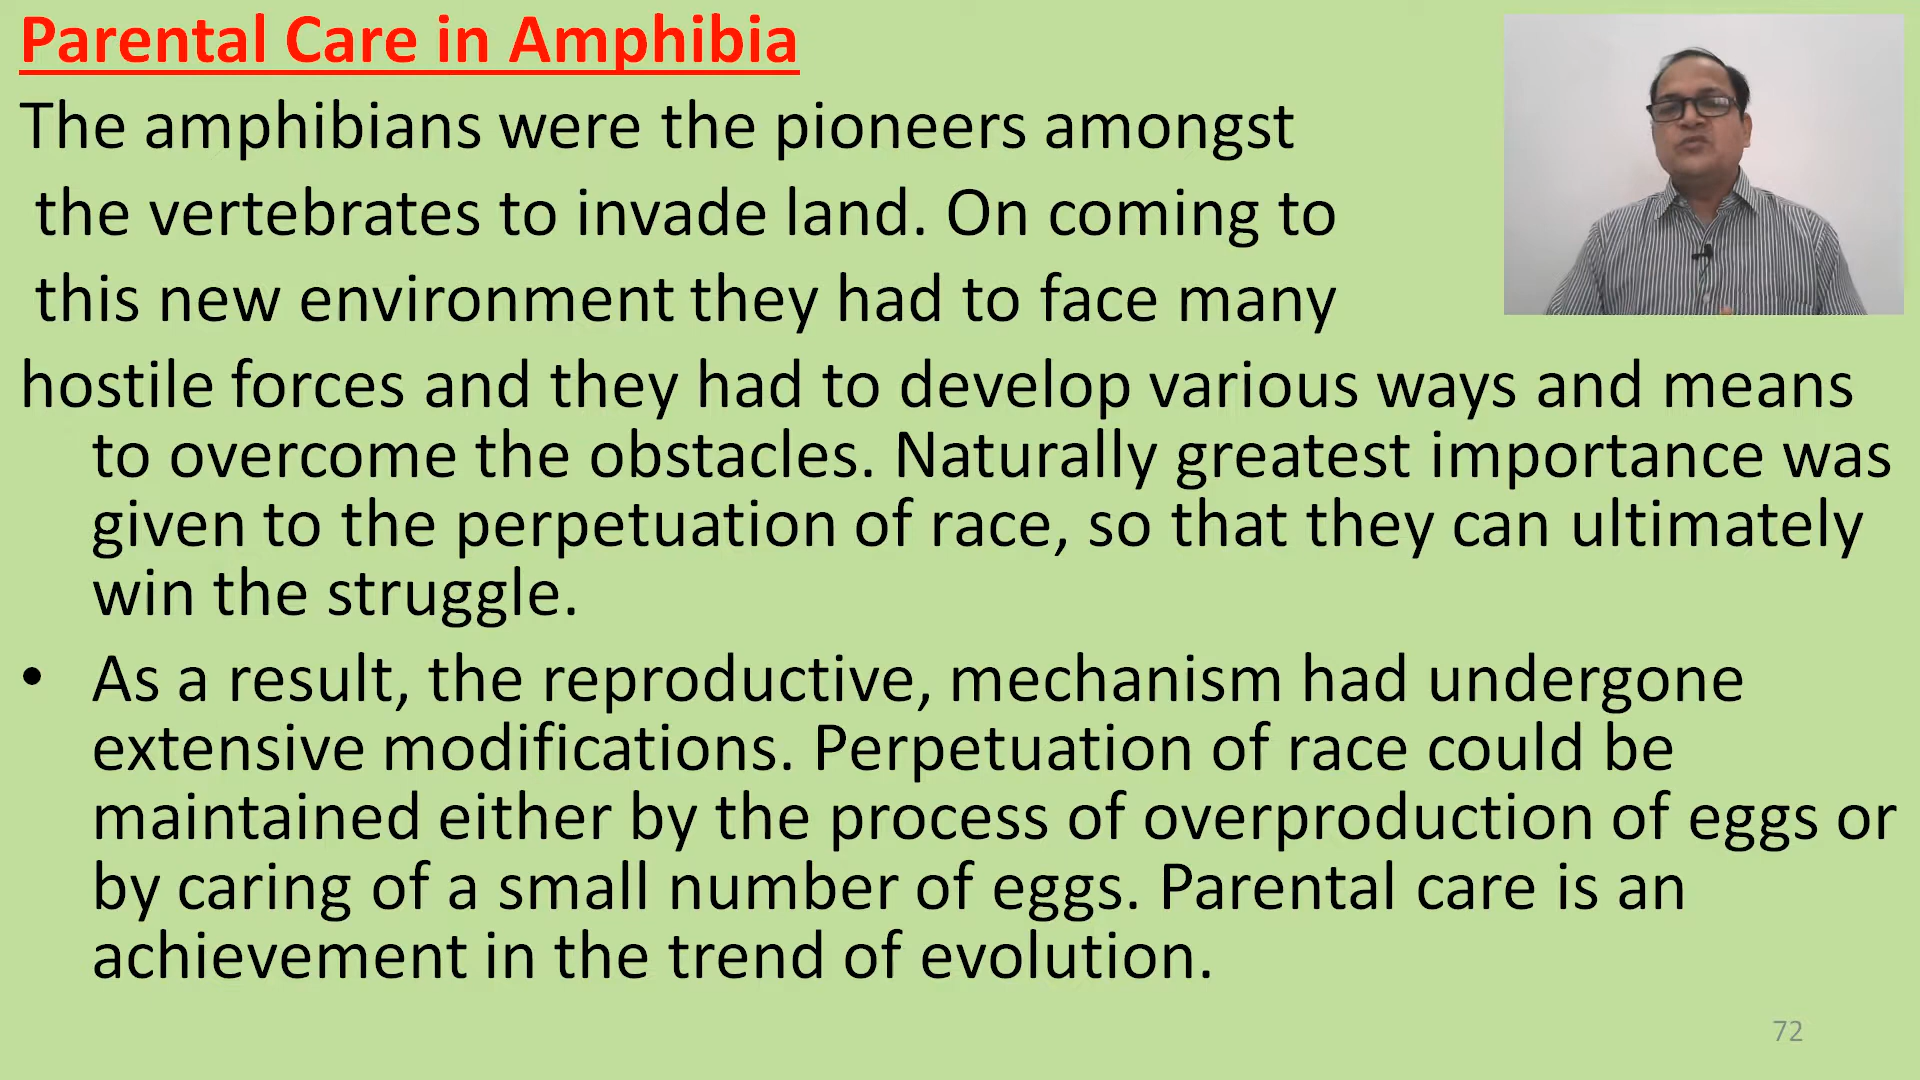 Parental Care in Amphibia
The amphibians were the pioneers amongst
the vertebrates to invade land. On coming to
this new environment they had to face many
hostile forces and they had to develop various ways and means
to overcome the obstacles. Naturally greatest importance was
given to the perpetuation of race, so that they can ultimately
win the struggle.
• As a result, the reproductive, mechanism had undergone
extensive modifications. Perpetuation of race could be
maintained either by the process of overproduction of eggs or
by caring of a small number of eggs. Parental care is an
achievement in the trend of evolution.
72